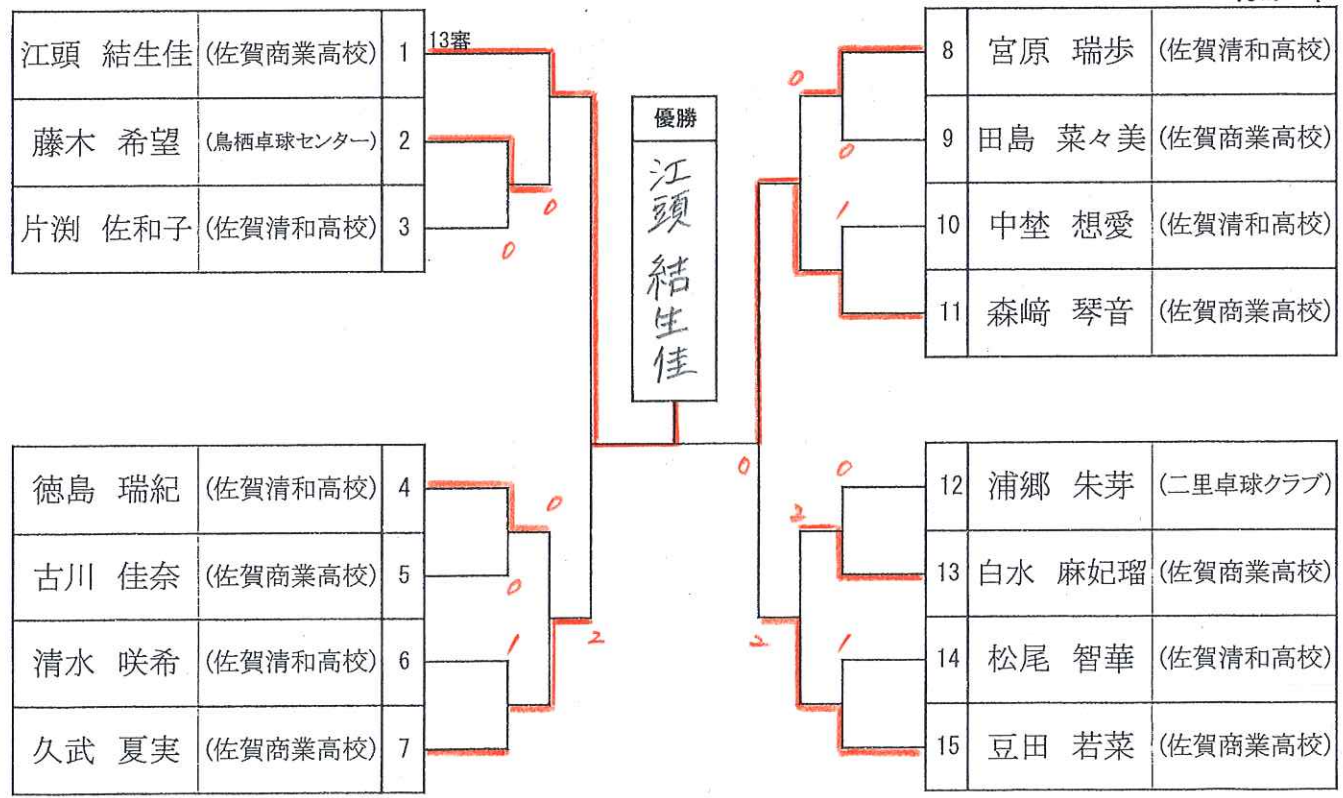 江頭 結生佳 (佐賀商業高校) 1 13審
藤木 希望 (鳥栖卓球センター) 2
0
片渕 佐和子 (佐賀清和高校) 3
0
徳島 瑞紀 (佐賀清和高校) 4
0
古川 佳奈 (佐賀商業高校) 5
0
清水 咲希 (佐賀清和高校) 6
1
2
久武 夏実 (佐賀商業高校) 7
優勝
江頭 結生佳
0
8 宮原 瑞歩 (佐賀清和高校)
0
9 田島 菜々美 (佐賀商業高校)
1
10 中埜 想愛 (佐賀清和高校)
11 森﨑 琴音 (佐賀商業高校)
0
0
12 浦郷 朱芽 (二里卓球クラブ)
2
13 白水 麻妃瑠 (佐賀商業高校)
2
1
14 松尾 智華 (佐賀清和高校)
15 豆田 若菜 (佐賀商業高校)